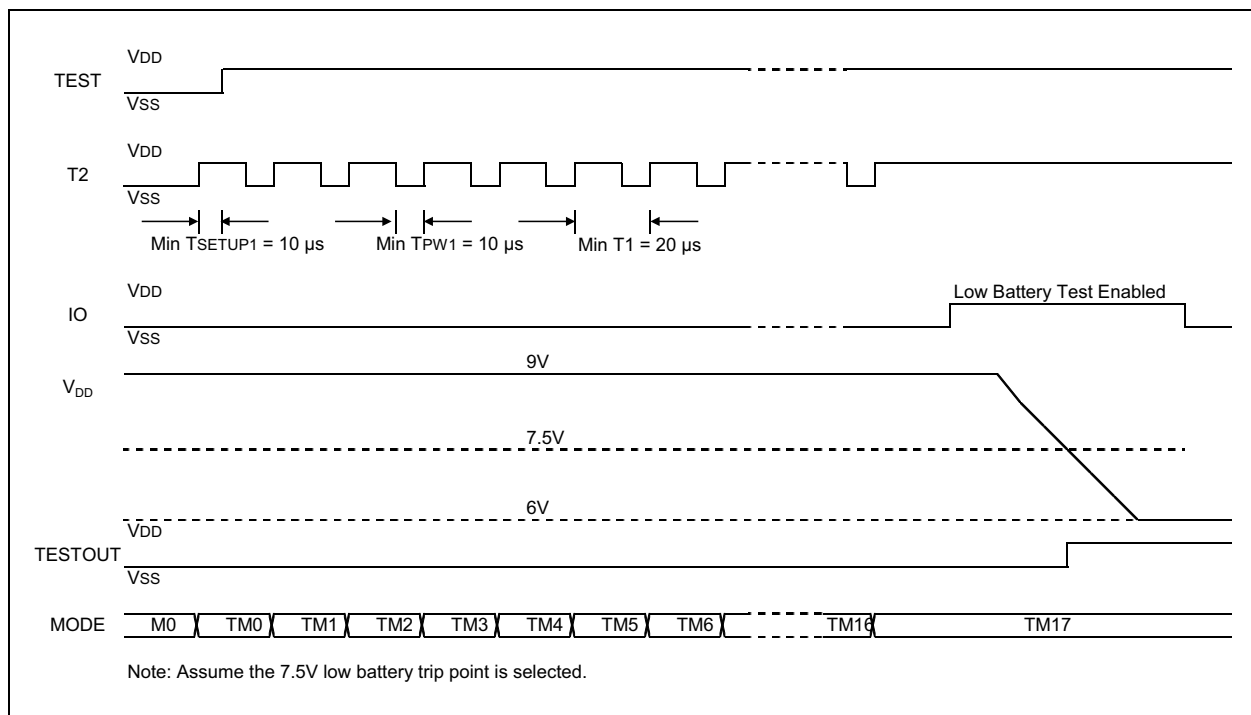 VDD
TEST
VSS
VDD
T2
VSS
Min TSETUP1 = 10 µs
Min TPW1 = 10 µs
Min T1 = 20 µs
VDD
Low Battery Test Enabled
IO
VSS
9V
VDD
7.5V
6V
VDD
TESTOUT
VSS
MODE M0 TM0 TM1 TM2 TM3 TM4 TM5 TM6 TM16 TM17
Note: Assume the 7.5V low battery trip point is selected.